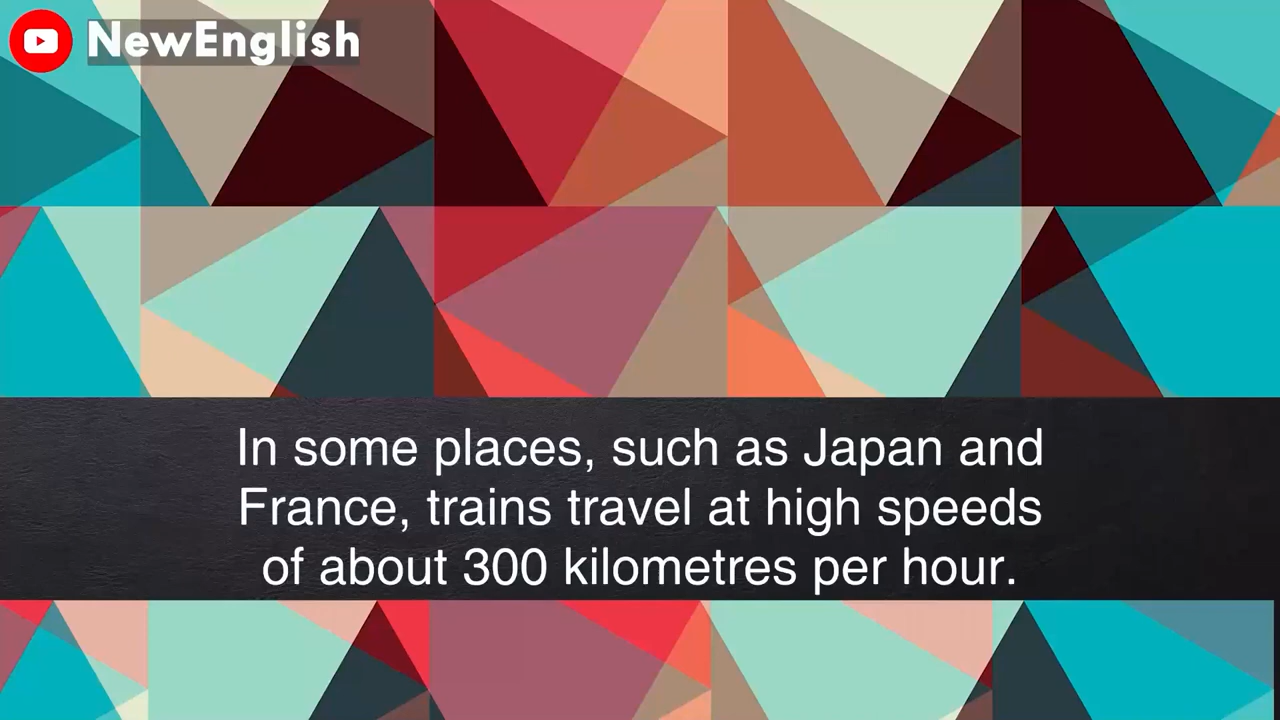 NewEnglish
In some places, such as Japan and
France, trains travel at high speeds
of about 300 kilometres per hour.